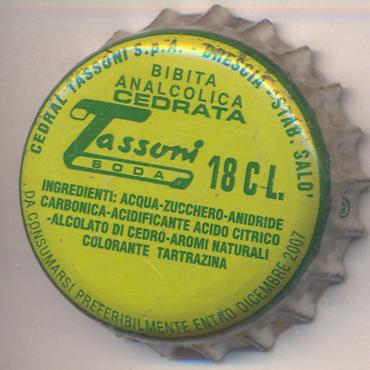 CEDRAL TASSONI S.p.A. - BRESCIA - STAB. SALO'
BIBITA
ANALCOLICA
CEDRATA
Tassoni
SODA
18 CL.
INGREDIENTI: ACQUA-ZUCCHERO-ANIDRIDE
CARBONICA-ACIDIFICANTE ACIDO CITRICO
-ALCOLATO DI CEDRO-AROMI NATURALI
COLORANTE TARTRAZINA
DA CONSUMARSI PREFERIBILMENTE ENTRO DICEMBRE 2007